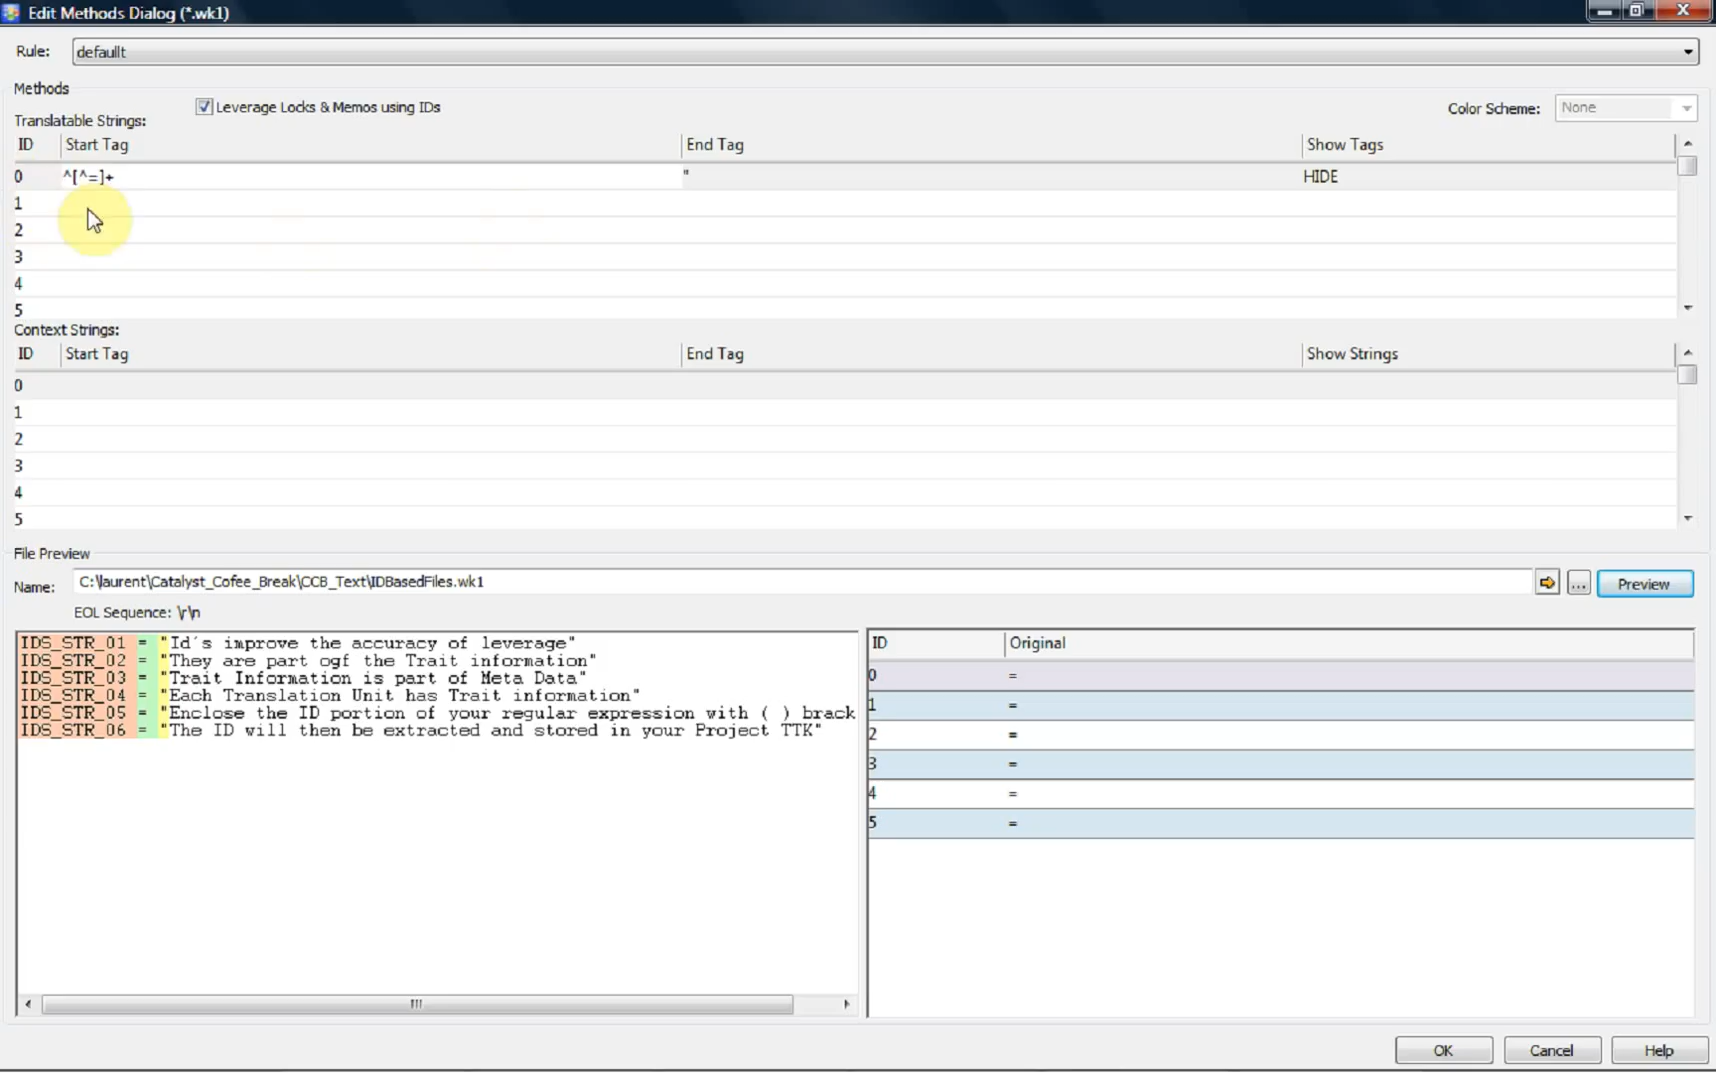 Edit Methods Dialog (*.wk1)
Rule: defaullt
Methods
Leverage Locks & Memos using IDs
Color Scheme: None
Translatable Strings:
ID Start Tag End Tag Show Tags
0 ^[^=]+ " HIDE
1
2
3
4
5
Context Strings:
ID Start Tag End Tag Show Strings
0
1
2
3
4
5
File Preview
Name: C:\laurent\Catalyst_Cofee_Break\CCB_Text\IDBasedFiles.wk1 ... Preview
EOL Sequence: \r\n
IDS_STR_01 = "Id´s improve the accuracy of leverage"
IDS_STR_02 = "They are part ogf the Trait information"
IDS_STR_03 = "Trait Information is part of Meta Data"
IDS_STR_04 = "Each Translation Unit has Trait information"
IDS_STR_05 = "Enclose the ID portion of your regular expression with ( ) brack
IDS_STR_06 = "The ID will then be extracted and stored in your Project TTK"
ID Original
0 =
1 =
2 =
3 =
4 =
5 =
OK Cancel Help